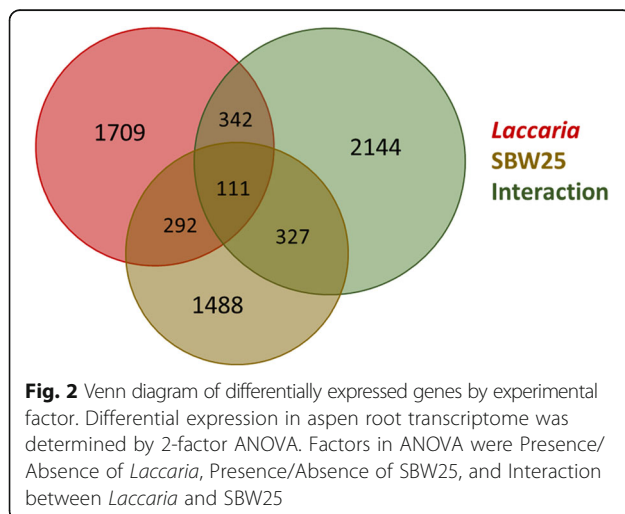 1709
342
2144
Laccaria
SBW25
Interaction
111
292
327
1488
Fig. 2 Venn diagram of differentially expressed genes by experimental
factor. Differential expression in aspen root transcriptome was
determined by 2-factor ANOVA. Factors in ANOVA were Presence/
Absence of Laccaria, Presence/Absence of SBW25, and Interaction
between Laccaria and SBW25